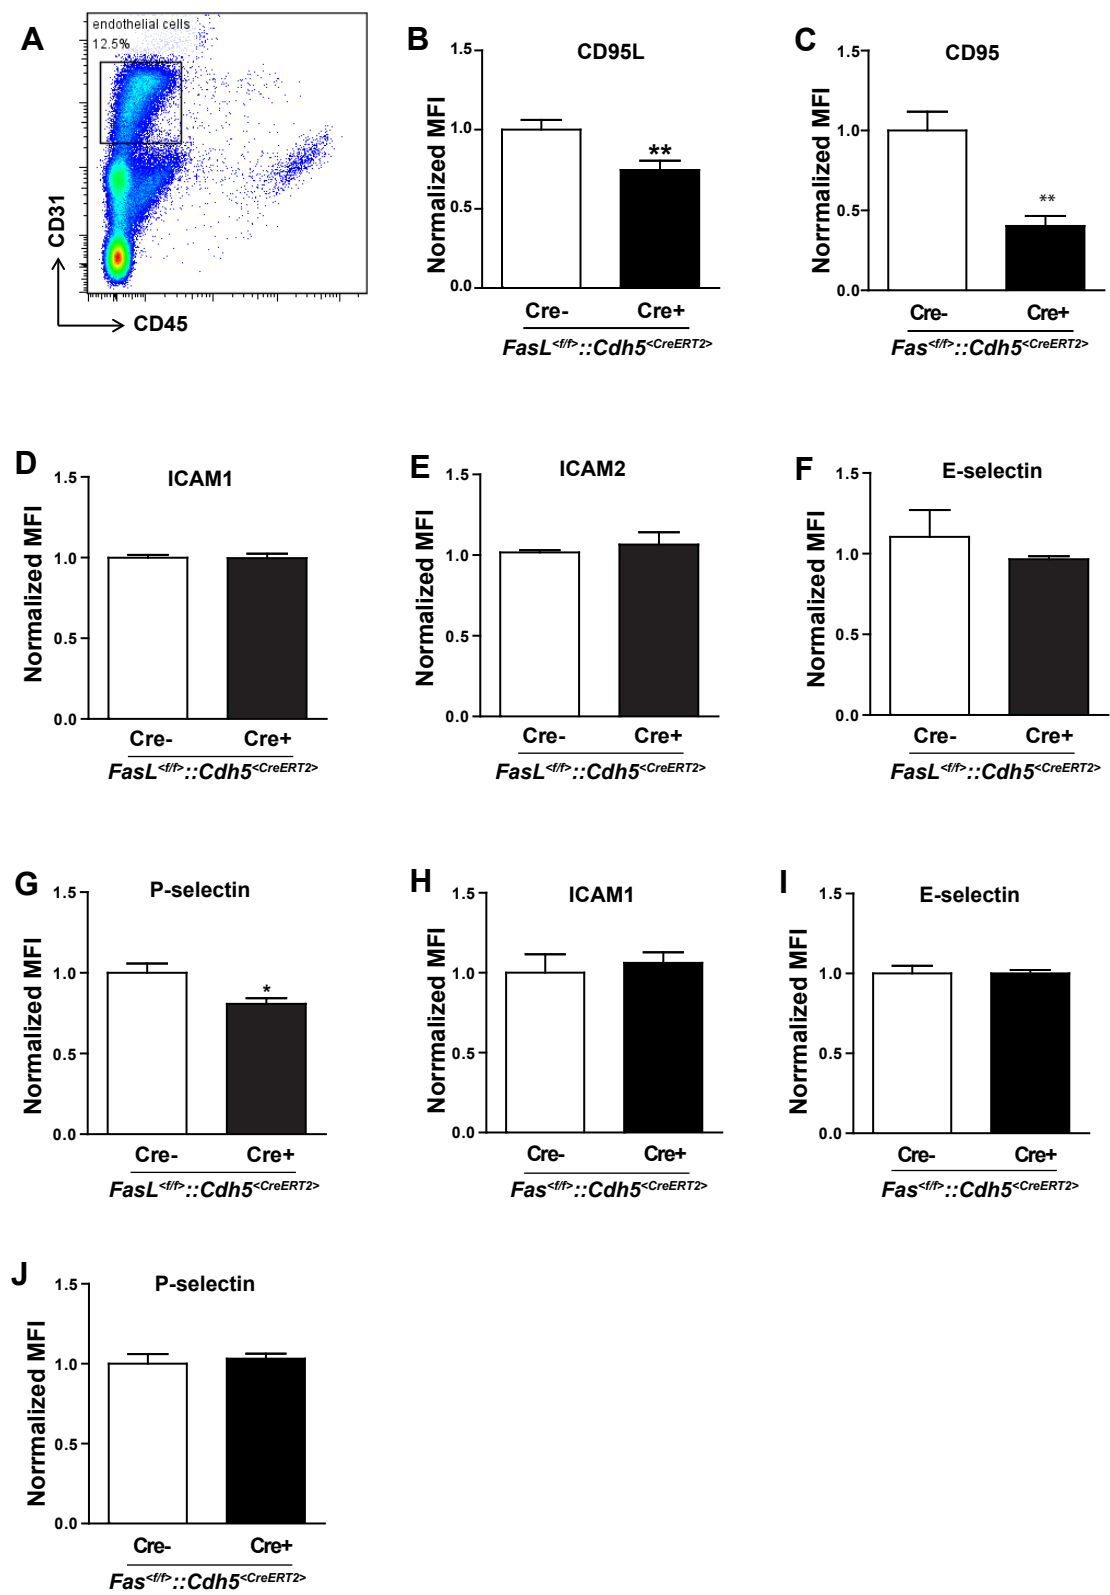 A
endothelial cells
12.5%
CD31
CD45
B
CD95L
Normalized MFI
1.5
1.0
0.5
0.0
**
Cre- Cre+
FasL<f/f>::Cdh5<CreERT2>
C
CD95
Norrmalized MFI
1.5
1.0
0.5
0.0
**
Cre- Cre+
Fas<f/f>::Cdh5<CreERT2>
D
ICAM1
Normalized MFI
1.5
1.0
0.5
0.0
Cre- Cre+
FasL<f/f>::Cdh5<CreERT2>
E
ICAM2
Normalized MFI
1.5
1.0
0.5
0.0
Cre- Cre+
FasL<f/f>::Cdh5<CreERT2>
F
E-selectin
Normalized MFI
1.5
1.0
0.5
0.0
Cre- Cre+
FasL<f/f>::Cdh5<CreERT2>
G
P-selectin
Normalized MFI
1.5
1.0
0.5
0.0
*
Cre- Cre+
FasL<f/f>::Cdh5<CreERT2>
H
ICAM1
Norrmalized MFI
1.5
1.0
0.5
0.0
Cre- Cre+
Fas<f/f>::Cdh5<CreERT2>
I
E-selectin
Norrmalized MFI
1.5
1.0
0.5
0.0
Cre- Cre+
Fas<f/f>::Cdh5<CreERT2>
J
P-selectin
Norrmalized MFI
1.5
1.0
0.5
0.0
Cre- Cre+
Fas<f/f>::Cdh5<CreERT2>